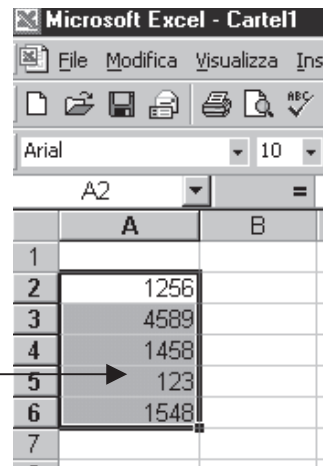 Microsoft Excel - Cartel1
File Modifica Visualizza Ins
ABC
Arial 10
A2 =
A B
1
2 1256
3 4589
4 1458
5 123
6 1548
7